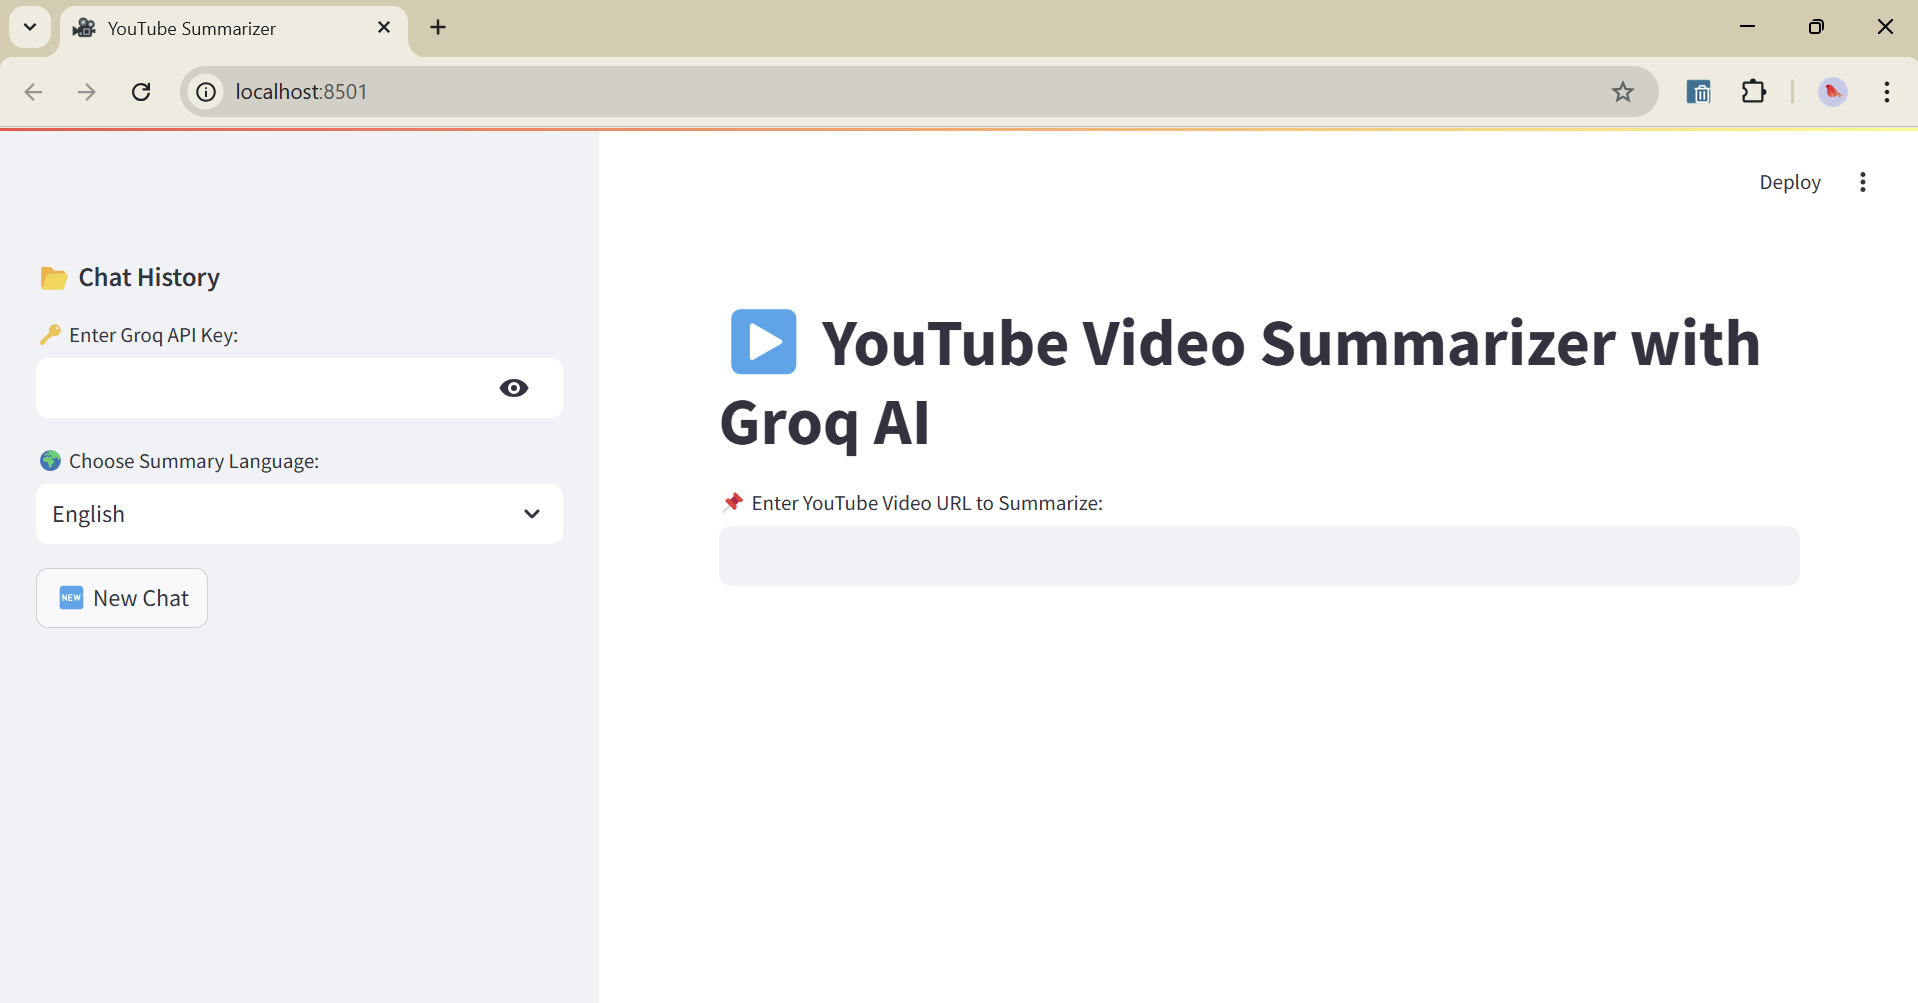 YouTube Summarizer
localhost:8501
Deploy
Chat History
Enter Groq API Key:
Choose Summary Language:
English
NEW New Chat
YouTube Video Summarizer with
Groq AI
Enter YouTube Video URL to Summarize: